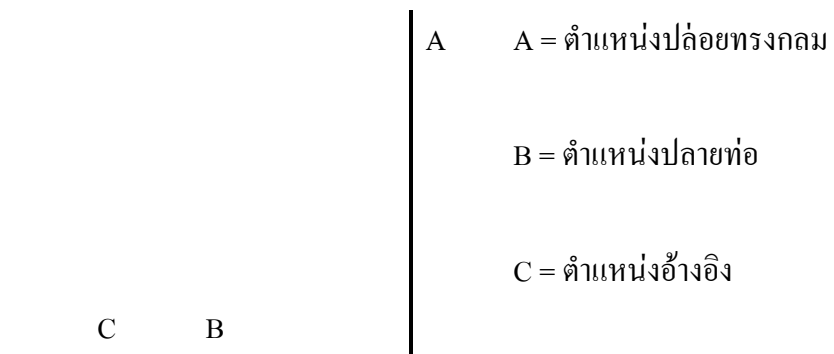 A A = ตำแหน่งปล่อยทรงกลม
B = ตำแหน่งปลายท่อ
C = ตำแหน่งอ้างอิง
C B